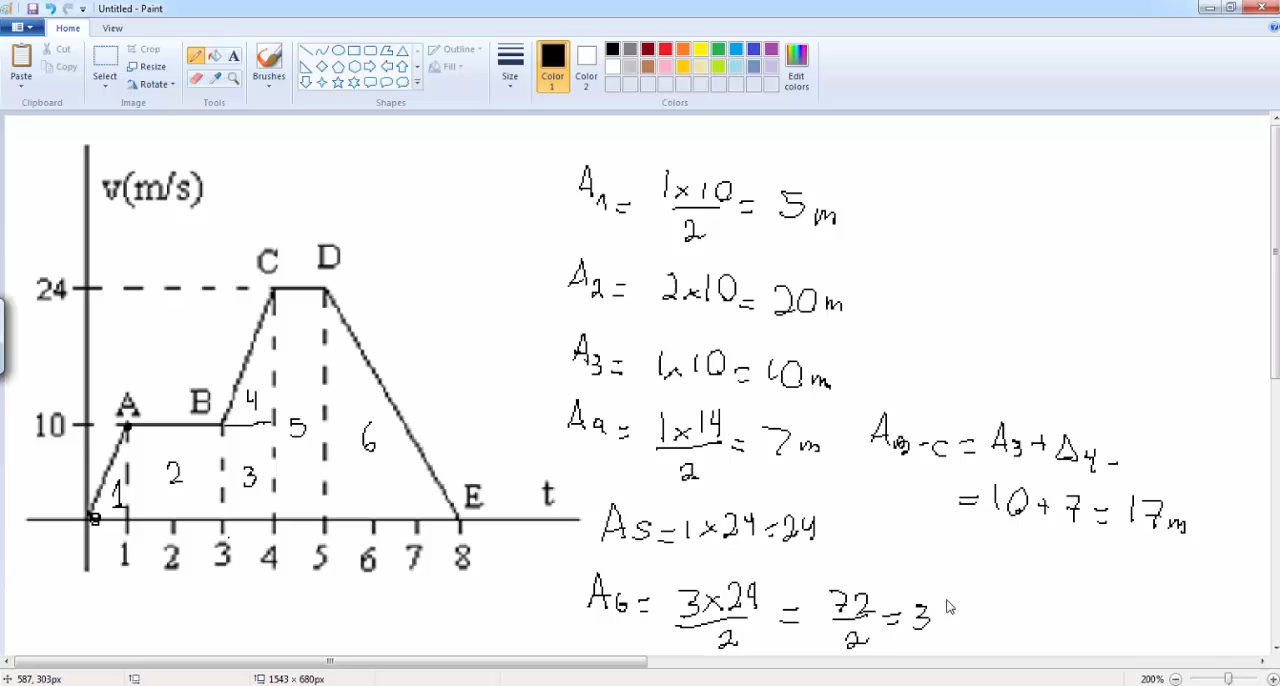 Untitled - Paint
Home View
Paste
Cut
Copy
Clipboard
Select
Crop
Resize
Rotate
Image
Tools
Brushes
Shapes
Outline
Fill
Size
Color 1
Color 2
Colors
Edit colors
v(m/s)
24
C D
10
A B
1 2 3 4 5 6
E t
1 2 3 4 5 6 7 8
A1 = 1x10/2 = 5m
A2 = 2x10 = 20m
A3 = 1x10 = 10m
A4 = 1x14/2 = 7m
AB-C = A3 + A4 -
= 10 + 7 = 17m
A5 = 1x24 = 24
A6 = 3x24/2 = 72/2 = 3
587, 303px
1543 × 680px
200%